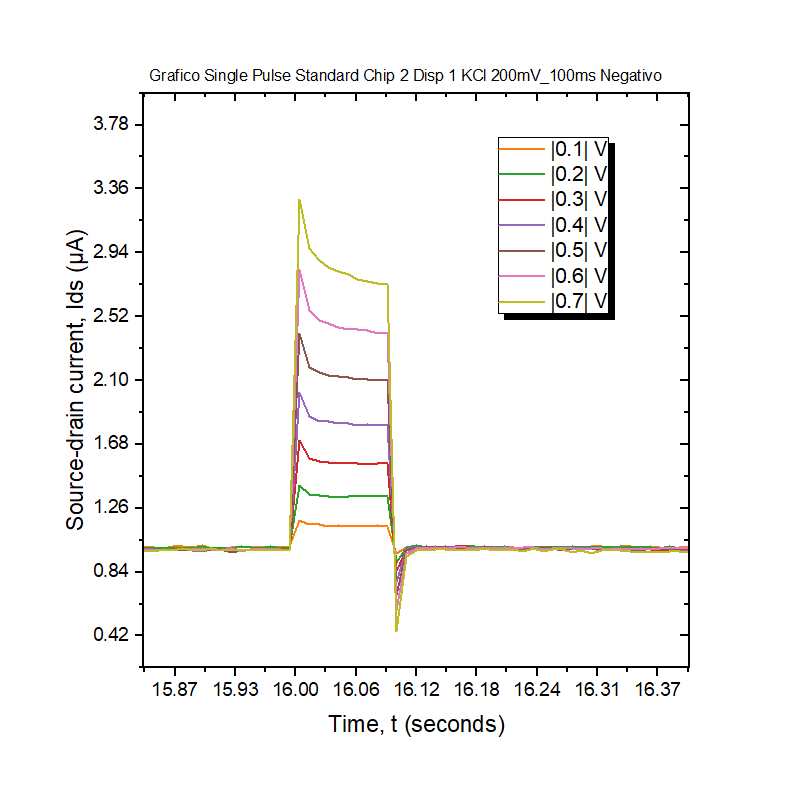 Grafico Single Pulse Standard Chip 2 Disp 1 KCl 200mV_100ms Negativo
3.78
3.36
2.94
2.52
2.10
1.68
1.26
0.84
0.42
Source-drain current, Ids (µA)
|0.1| V
|0.2| V
|0.3| V
|0.4| V
|0.5| V
|0.6| V
|0.7| V
15.87 15.93 16.00 16.06 16.12 16.18 16.24 16.31 16.37
Time, t (seconds)